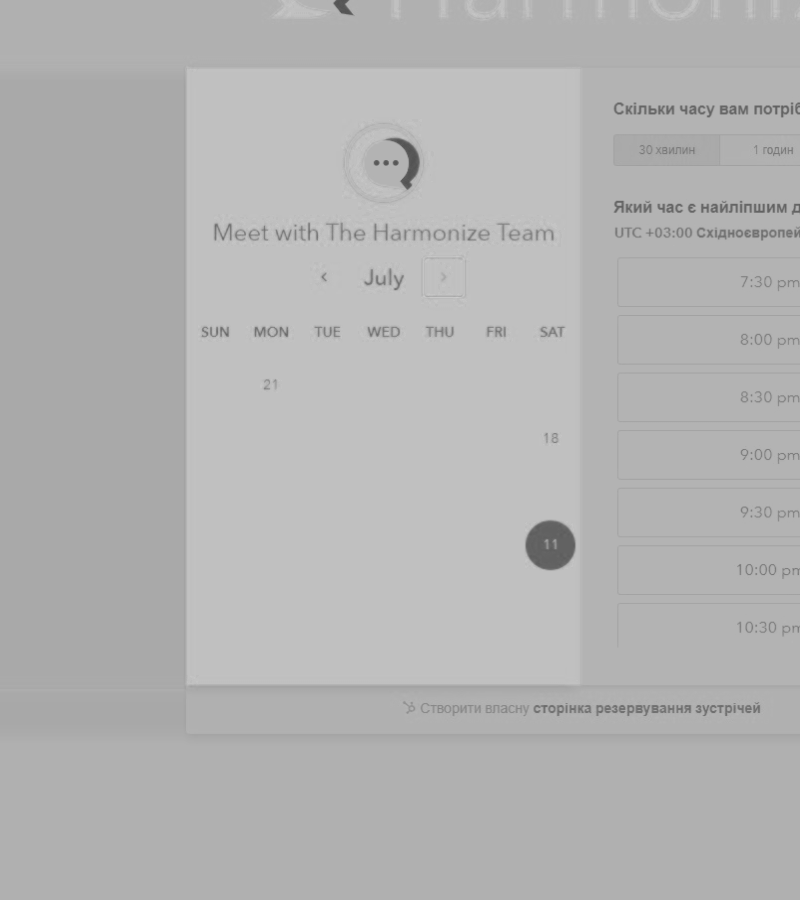 Harmoniz
Meet with The Harmonize Team
‹ July ›
SUN MON TUE WED THU FRI SAT
21
18
11
Скільки часу вам потріб
30 хвилин 1 годин
Який час є найліпшим д
UTC +03:00 Східноєвропей
7:30 pm
8:00 pm
8:30 pm
9:00 pm
9:30 pm
10:00 pm
10:30 pm
Створити власну сторінка резервування зустрічей